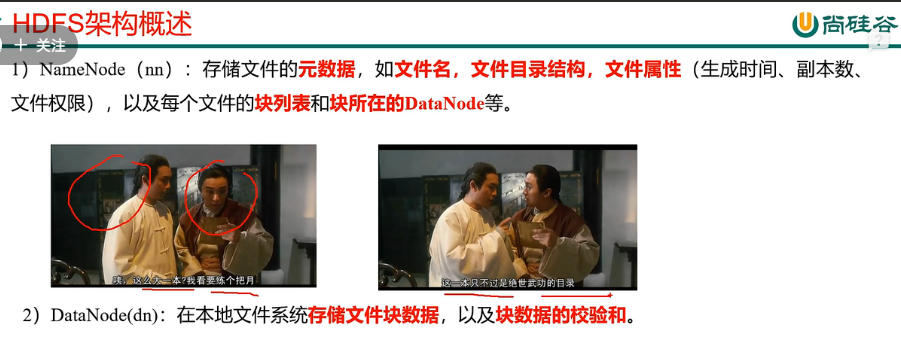 HDFS架构概述
尚硅谷
+ 关注
?
1）NameNode（nn）：存储文件的元数据，如文件名，文件目录结构，文件属性（生成时间、副本数、
文件权限），以及每个文件的块列表和块所在的DataNode等。
咦，这么大一本?我看要练个把月
这一本只不过是绝世武功的目录
2）DataNode(dn)：在本地文件系统存储文件块数据，以及块数据的校验和。